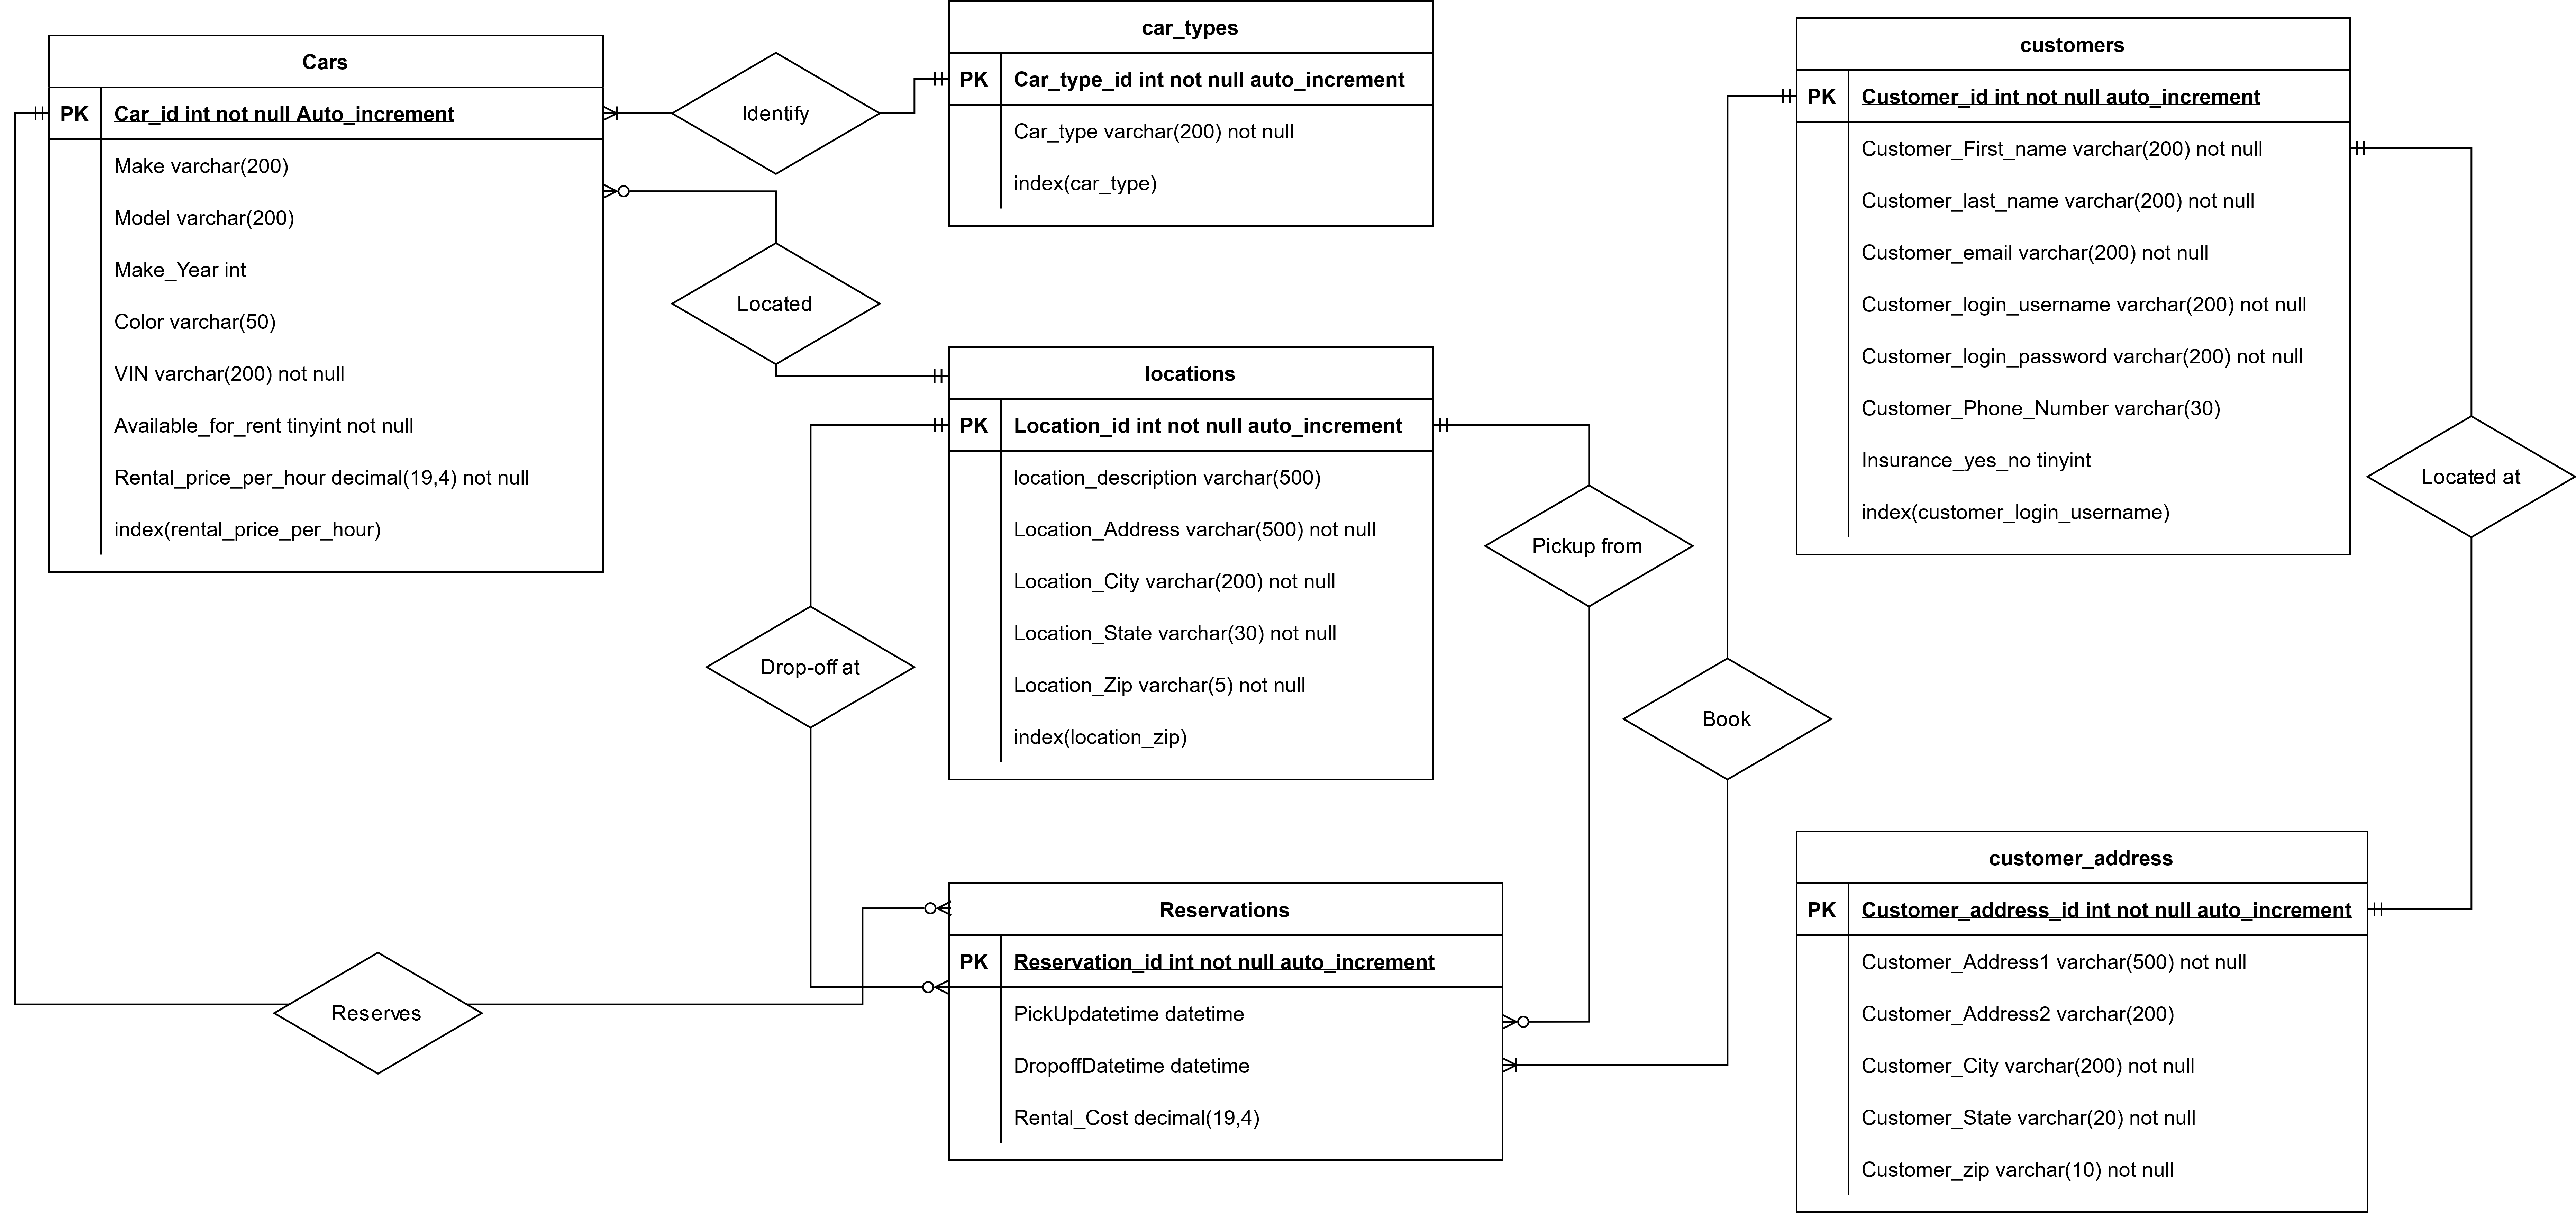 Cars
PK Car_id int not null Auto_increment
Make varchar(200)
Model varchar(200)
Make_Year int
Color varchar(50)
VIN varchar(200) not null
Available_for_rent tinyint not null
Rental_price_per_hour decimal(19,4) not null
index(rental_price_per_hour)
Identify
Located
car_types
PK Car_type_id int not null auto_increment
Car_type varchar(200) not null
index(car_type)
locations
PK Location_id int not null auto_increment
location_description varchar(500)
Location_Address varchar(500) not null
Location_City varchar(200) not null
Location_State varchar(30) not null
Location_Zip varchar(5) not null
index(location_zip)
Drop-off at
Pickup from
Book
customers
PK Customer_id int not null auto_increment
Customer_First_name varchar(200) not null
Customer_last_name varchar(200) not null
Customer_email varchar(200) not null
Customer_login_username varchar(200) not null
Customer_login_password varchar(200) not null
Customer_Phone_Number varchar(30)
Insurance_yes_no tinyint
index(customer_login_username)
Located at
Reserves
Reservations
PK Reservation_id int not null auto_increment
PickUpdatetime datetime
DropoffDatetime datetime
Rental_Cost decimal(19,4)
customer_address
PK Customer_address_id int not null auto_increment
Customer_Address1 varchar(500) not null
Customer_Address2 varchar(200)
Customer_City varchar(200) not null
Customer_State varchar(20) not null
Customer_zip varchar(10) not null